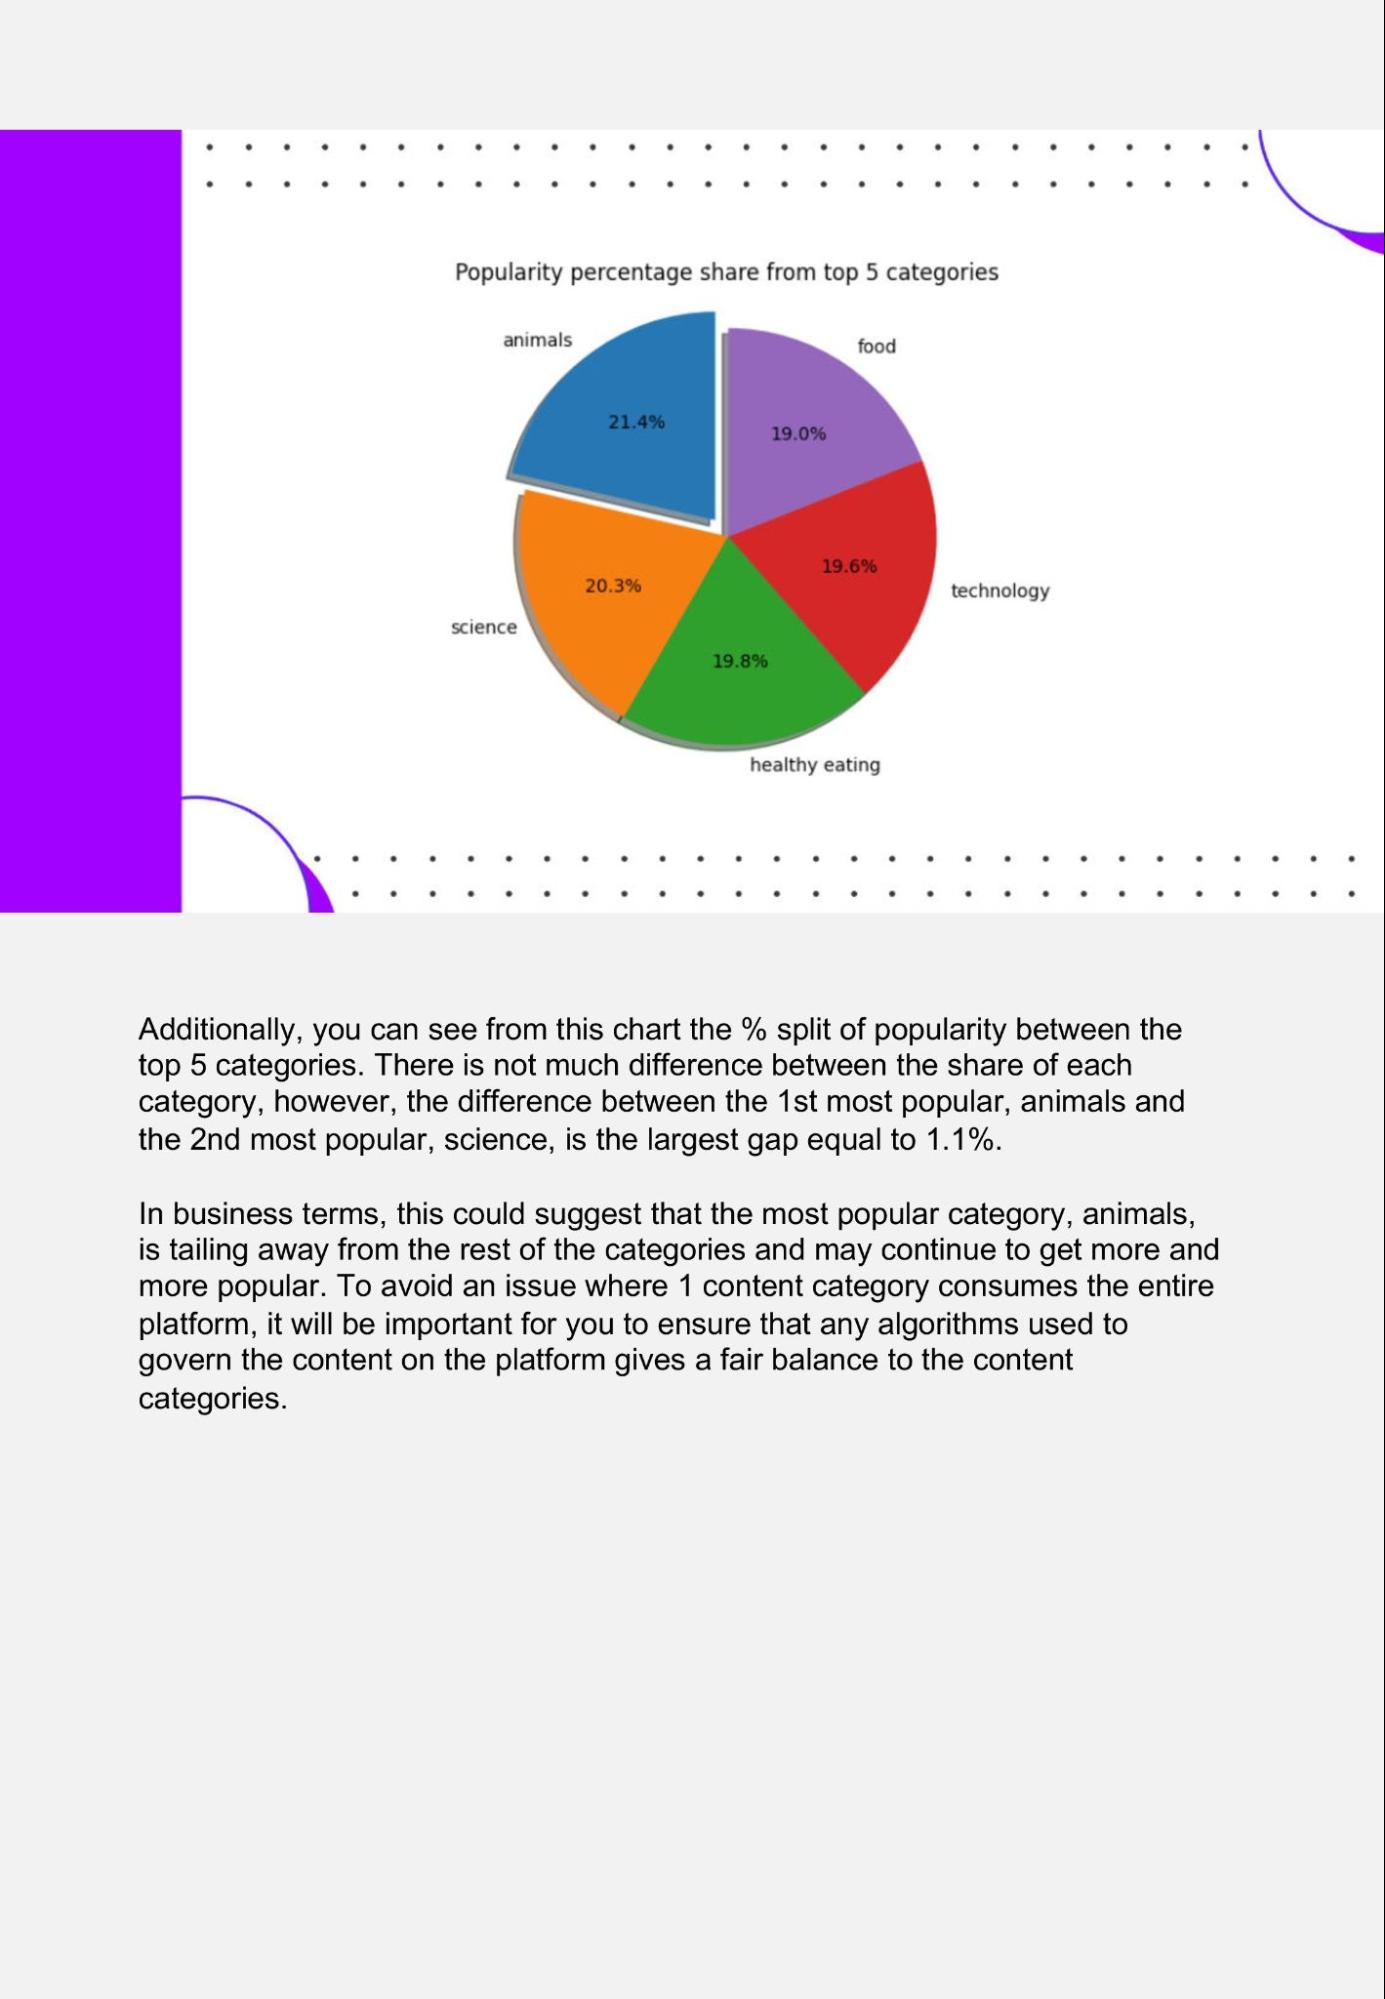 Popularity percentage share from top 5 categories
animals
food
21.4%
19.0%
19.6%
20.3%
technology
science
19.8%
healthy eating
Additionally, you can see from this chart the % split of popularity between the
top 5 categories. There is not much difference between the share of each
category, however, the difference between the 1st most popular, animals and
the 2nd most popular, science, is the largest gap equal to 1.1%.
In business terms, this could suggest that the most popular category, animals,
is tailing away from the rest of the categories and may continue to get more and
more popular. To avoid an issue where 1 content category consumes the entire
platform, it will be important for you to ensure that any algorithms used to
govern the content on the platform gives a fair balance to the content
categories.